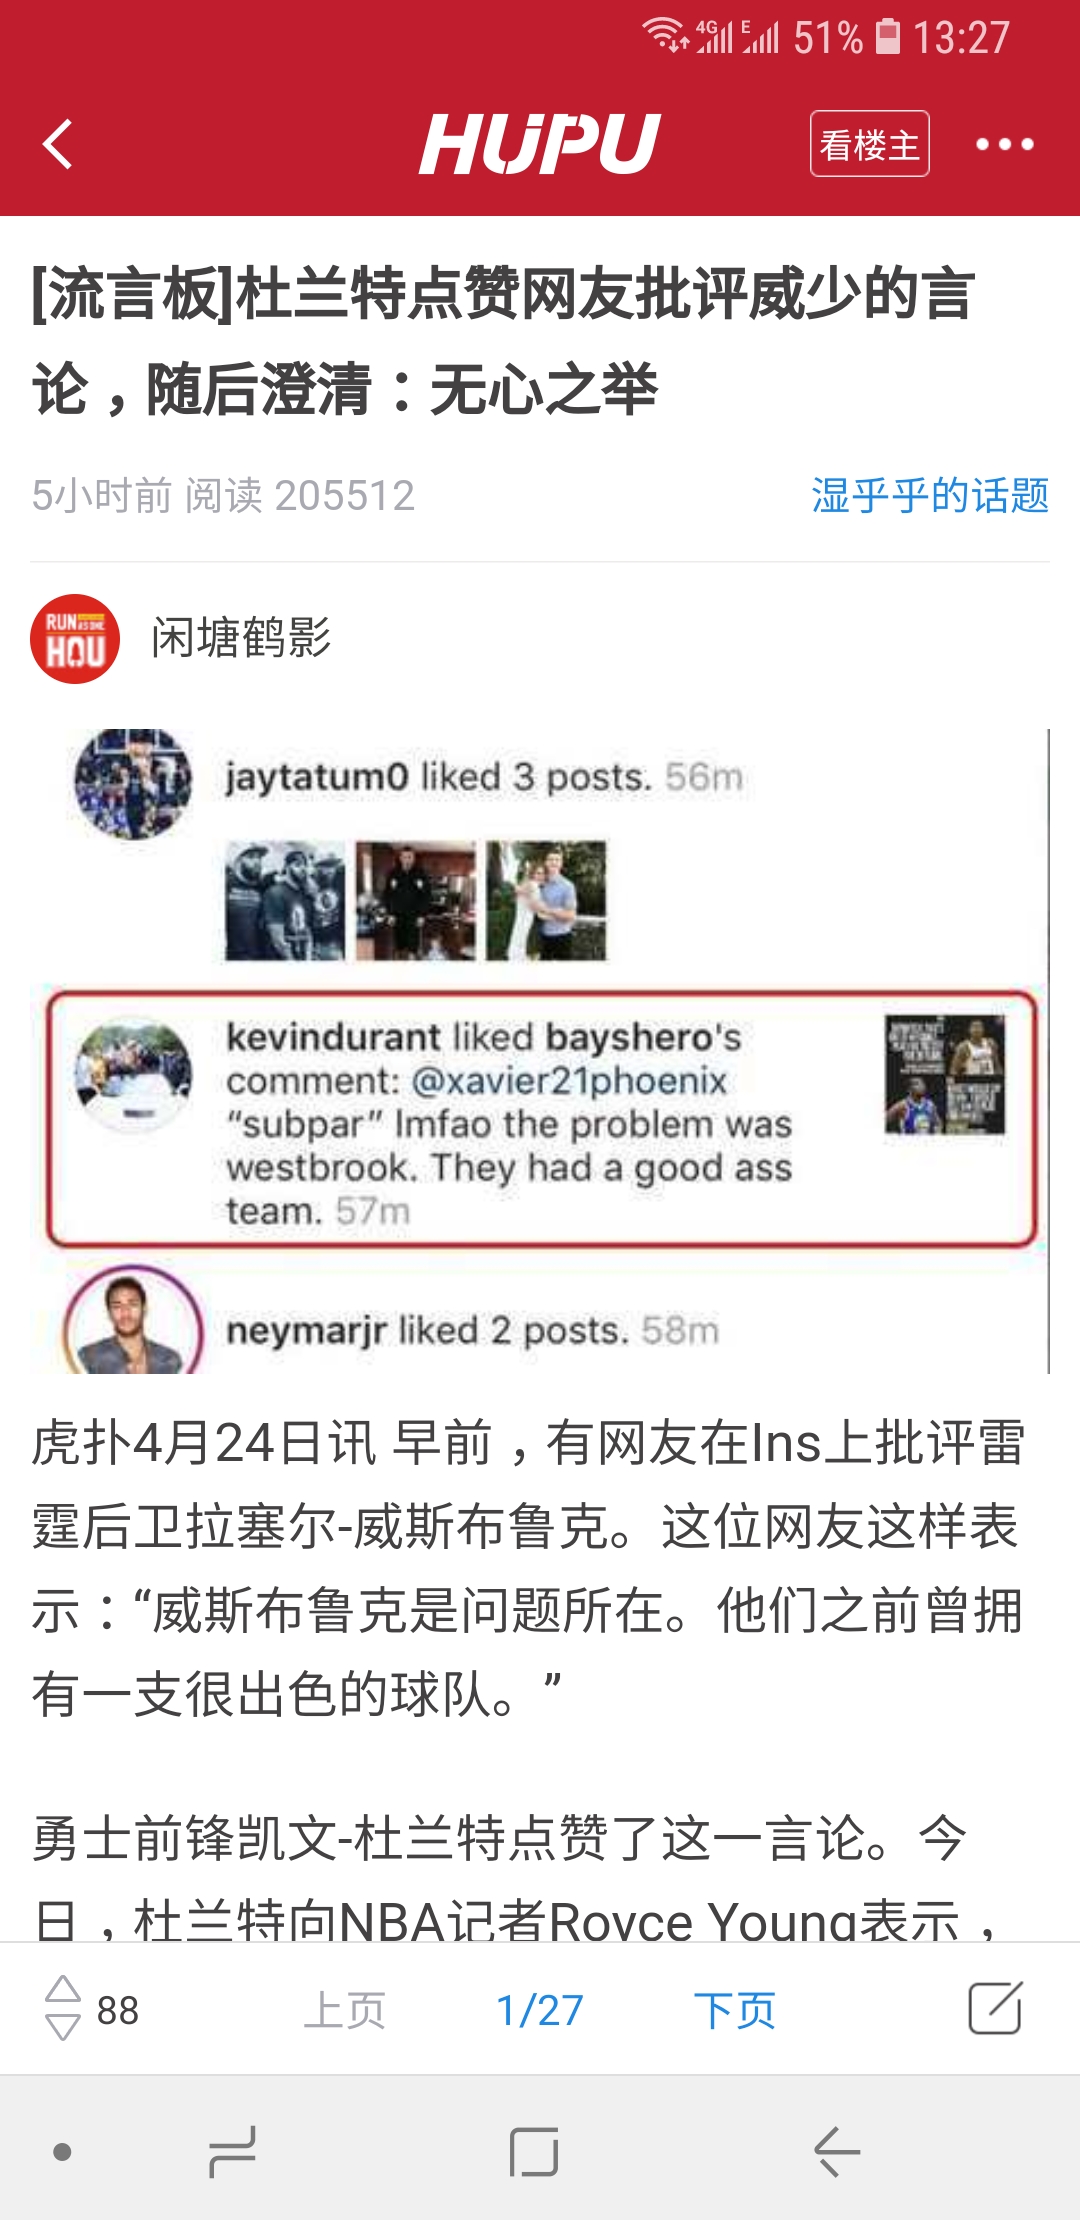 4G E 51% 13:27
HUPU 看楼主
[流言板]杜兰特点赞网友批评威少的言
论，随后澄清：无心之举
5小时前 阅读 205512 湿乎乎的话题
RUN AS ONE
HOU
闲塘鹤影
jaytatum0 liked 3 posts. 56m
kevindurant liked bayshero's
comment: @xavier21phoenix
“subpar” lmfao the problem was
westbrook. They had a good ass
team. 57m
neymarjr liked 2 posts. 58m
虎扑4月24日讯 早前，有网友在Ins上批评雷
霆后卫拉塞尔-威斯布鲁克。这位网友这样表
示：“威斯布鲁克是问题所在。他们之前曾拥
有一支很出色的球队。”
勇士前锋凯文-杜兰特点赞了这一言论。今
日，杜兰特向NBA记者Royce Young表示，
88 上页 1/27 下页